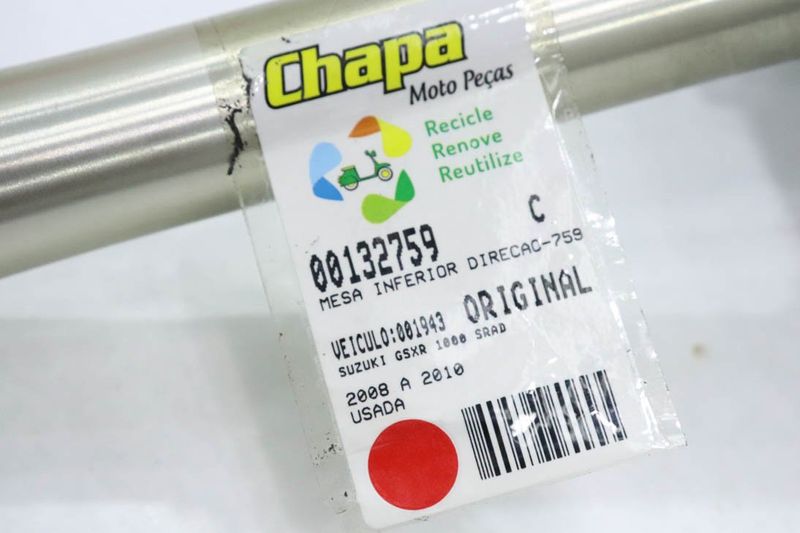 Chapa
Moto Peças
Recicle
Renove
Reutilize
C
00132759
MESA INFERIOR DIRECAO-759
VEICULO:001943 ORIGINAL
SUZUKI GSXR 1000 SRAD
2008 A 2010
USADA